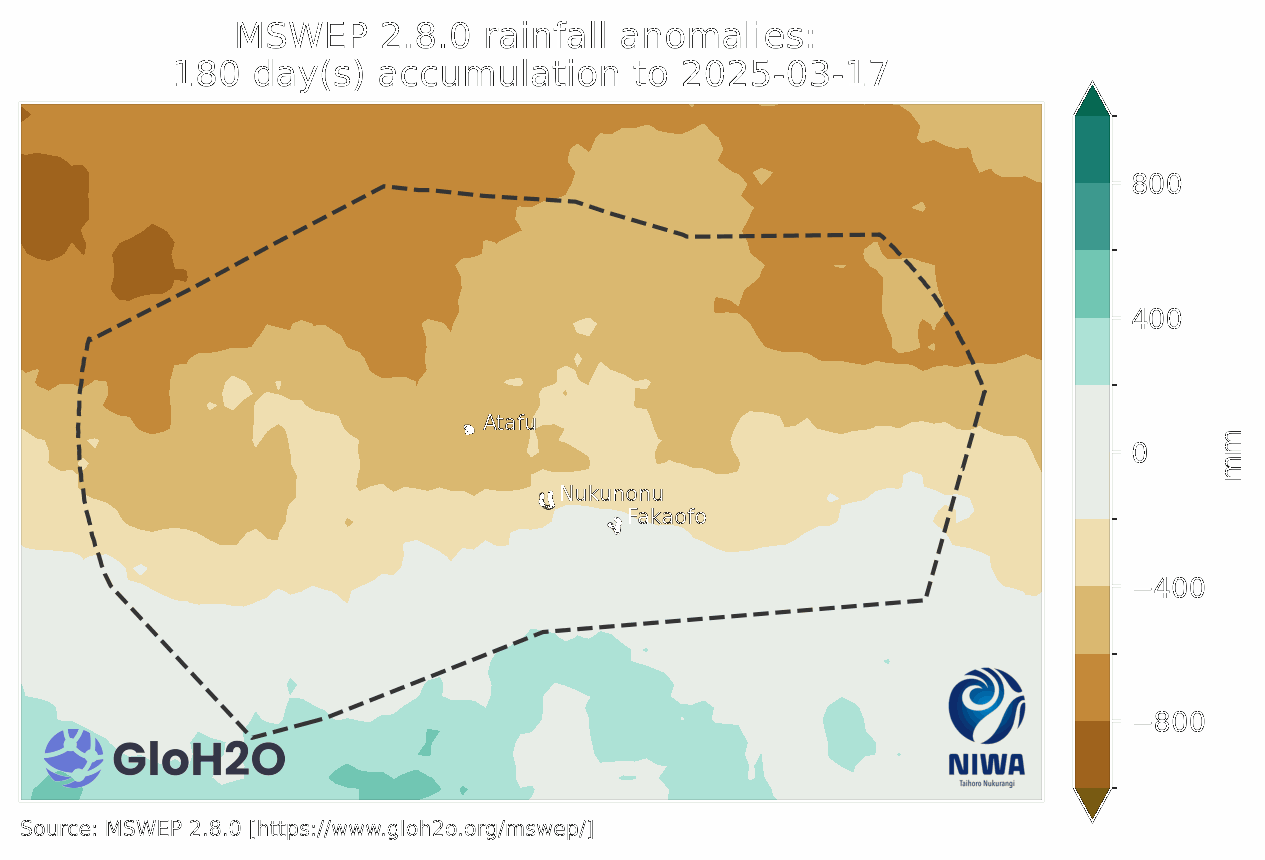 MSWEP 2.8.0 rainfall anomalies:
180 day(s) accumulation to 2025-03-17
800
400
0
−400
−800
mm
Atafu
Nukunonu
Fakaofo
GloH2O
NIWA
Taihoro Nukurangi
Source: MSWEP 2.8.0 [https://www.gloh2o.org/mswep/]